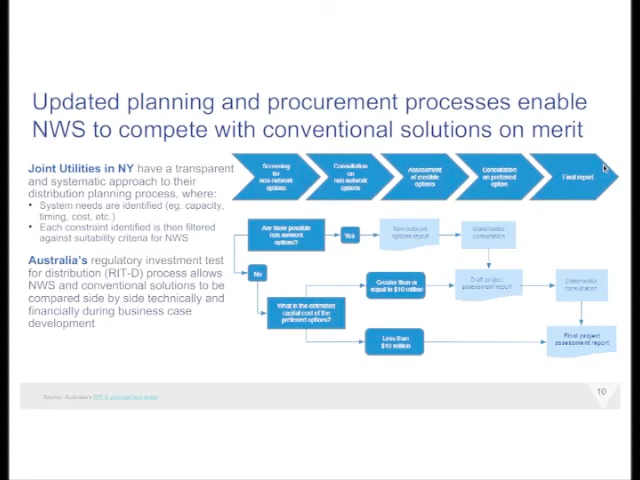 Updated planning and procurement processes enable
NWS to compete with conventional solutions on merit
Joint Utilities in NY have a transparent
and systematic approach to their
distribution planning process, where:
• System needs are identified (eg. capacity,
timing, cost, etc.)
• Each constraint identified is then filtered
against suitability criteria for NWS
Australia's regulatory investment test
for distribution (RIT-D) process allows
NWS and conventional solutions to be
compared side by side technically and
financially during business case
development
Screening
for
non-network
options
Consultation
on
non-network
options
Assessment
of credible
options
Consultation
on preferred
option
Final report
Are there possible
non-network
options?
Yes
Non-network
options report
Stakeholder
consultation
No
Greater than or
equal to $10 million
Draft project
assessment report
Stakeholder
consultation
What is the estimated
capital cost of the
preferred options?
Less than
$10 million
Final project
assessment report
Source: Australia's RIT-D process fact sheet
10